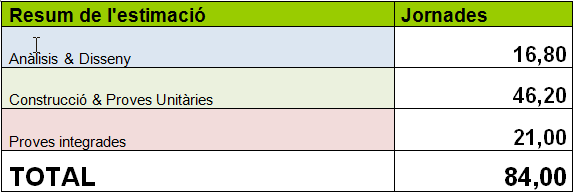 Resum de l'estimació Jornades
Anàlisis & Disseny 16,80
Construcció & Proves Unitàries 46,20
Proves integrades 21,00
TOTAL 84,00